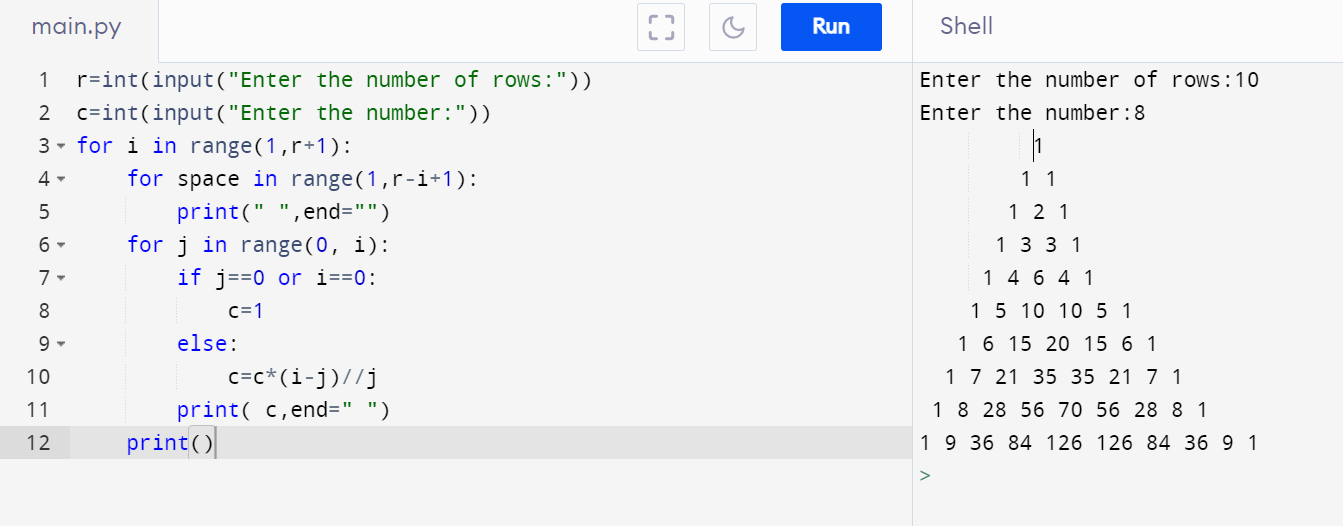 main.py
Run
Shell
1 r=int(input("Enter the number of rows:"))
2 c=int(input("Enter the number:"))
3 for i in range(1,r+1):
4     for space in range(1,r-i+1):
5         print(" ",end="")
6     for j in range(0, i):
7         if j==0 or i==0:
8             c=1
9         else:
10             c=c*(i-j)//j
11         print( c,end=" ")
12     print()
Enter the number of rows:10
Enter the number:8
         1
        1 1
       1 2 1
      1 3 3 1
     1 4 6 4 1
    1 5 10 10 5 1
   1 6 15 20 15 6 1
  1 7 21 35 35 21 7 1
 1 8 28 56 70 56 28 8 1
1 9 36 84 126 126 84 36 9 1
>